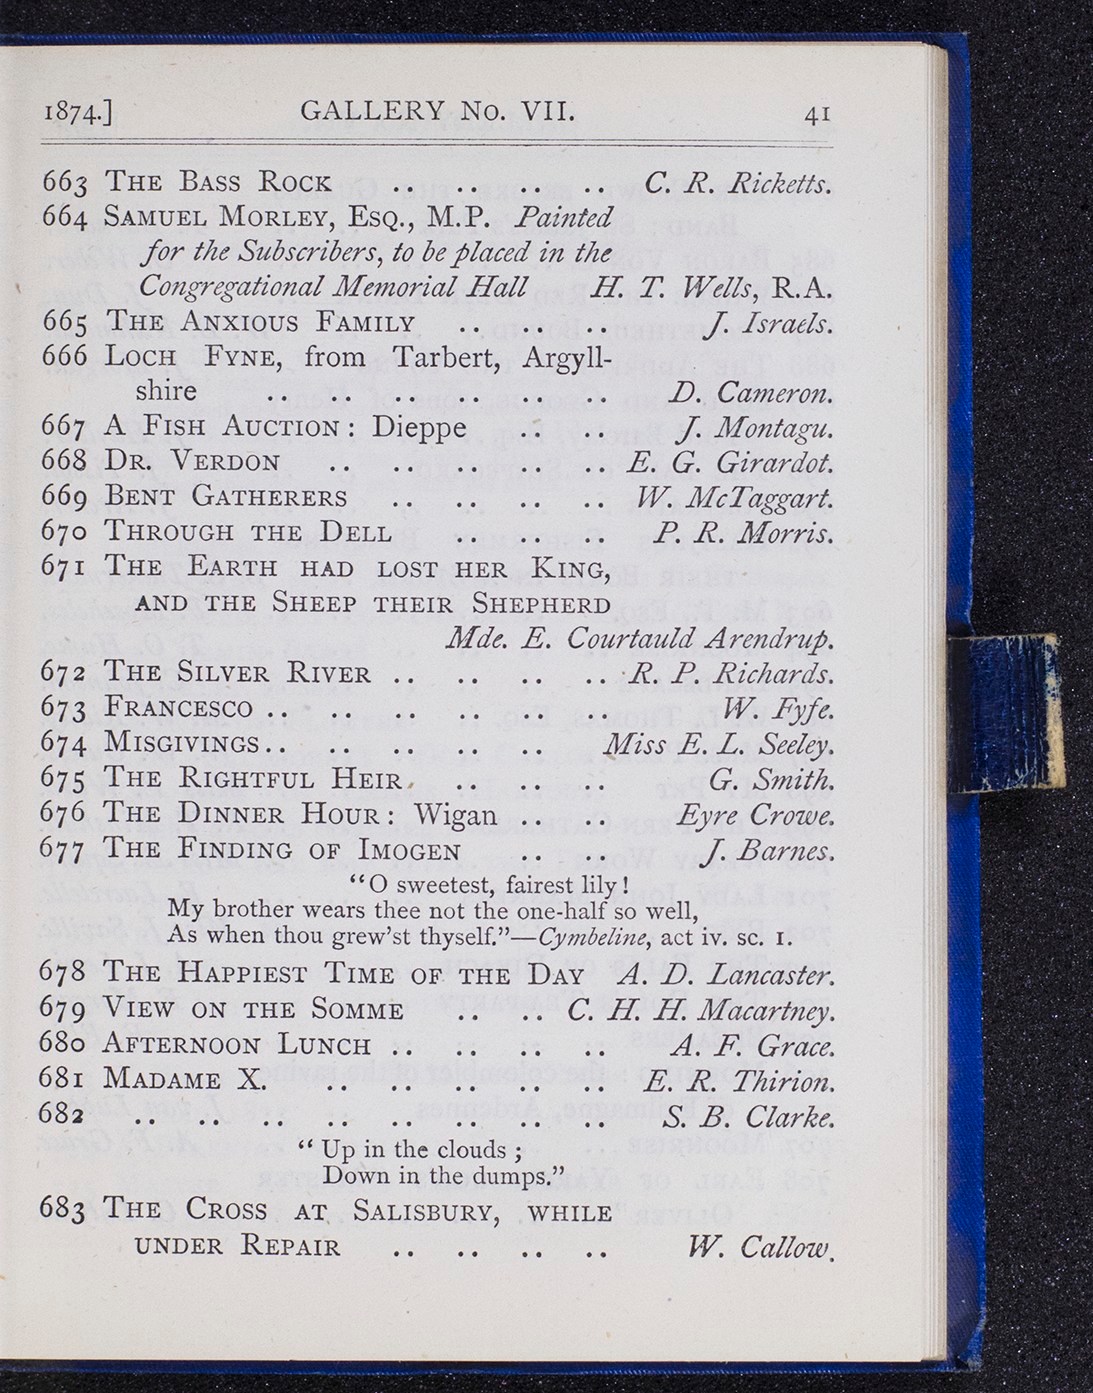 1874.] GALLERY No. VII. 41
663 THE BASS ROCK .. .. .. .. C. R. Ricketts.
664 SAMUEL MORLEY, ESQ., M.P. Painted
for the Subscribers, to be placed in the
Congregational Memorial Hall H. T. Wells, R.A.
665 THE ANXIOUS FAMILY .. .. .. J. Israels.
666 LOCH FYNE, from Tarbert, Argyll-
shire .. .. .. .. D. Cameron.
667 A FISH AUCTION: Dieppe .. .. J. Montagu.
668 DR. VERDON .. .. .. .. .. E. G. Girardot.
669 BENT GATHERERS .. .. .. .. W. McTaggart.
670 THROUGH THE DELL .. .. .. P. R. Morris.
671 THE EARTH HAD LOST HER KING,
AND THE SHEEP THEIR SHEPHERD
Mde. E. Courtauld Arendrup.
672 THE SILVER RIVER .. .. .. .. R. P. Richards.
673 FRANCESCO .. .. .. .. .. W. Fyfe.
674 MISGIVINGS .. .. .. .. .. Miss E. L. Seeley.
675 THE RIGHTFUL HEIR. .. .. .. G. Smith.
676 THE DINNER HOUR: Wigan .. .. Eyre Crowe.
677 THE FINDING OF IMOGEN .. .. J. Barnes.
"O sweetest, fairest lily!
My brother wears thee not the one-half so well,
As when thou grew'st thyself."—Cymbeline, act iv. sc. 1.
678 THE HAPPIEST TIME OF THE DAY A. D. Lancaster.
679 VIEW ON THE SOMME .. .. C. H. H. Macartney.
680 AFTERNOON LUNCH .. .. .. .. A. F. Grace.
681 MADAME X. .. .. .. .. .. E. R. Thirion.
682 .. .. .. .. .. .. .. .. S. B. Clarke.
" Up in the clouds ;
Down in the dumps."
683 THE CROSS AT SALISBURY, WHILE
UNDER REPAIR .. .. .. .. W. Callow.